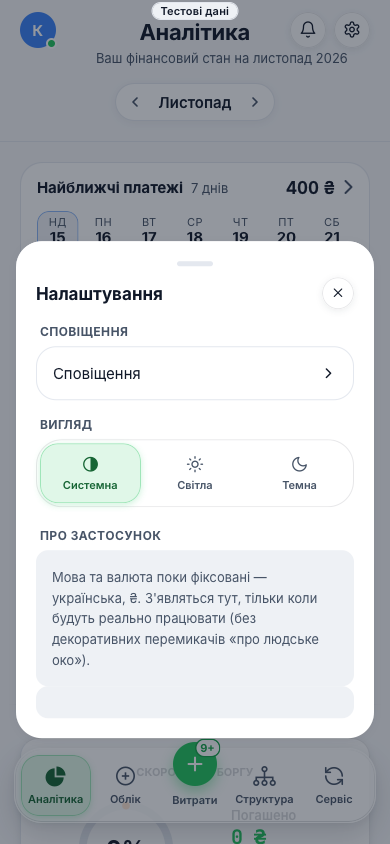 Тестові дані
К
Аналітика
Ваш фінансовий стан на листопад 2026
Листопад
Найближчі платежі 7 днів 400 ₴
НД ПН ВТ СР ЧТ ПТ СБ
15 16 17 18 19 20 21
Налаштування
СПОВІЩЕННЯ
Сповіщення
ВИГЛЯД
Системна Світла Темна
ПРО ЗАСТОСУНОК
Мова та валюта поки фіксовані —
українська, ₴. З'являться тут, тільки коли
будуть реально працювати (без
декоративних перемикачів «про людське
око»).
9+
БОРГУ
Аналітика Облік Витрати Структура Сервіс
Погашено
0 ₴
0%